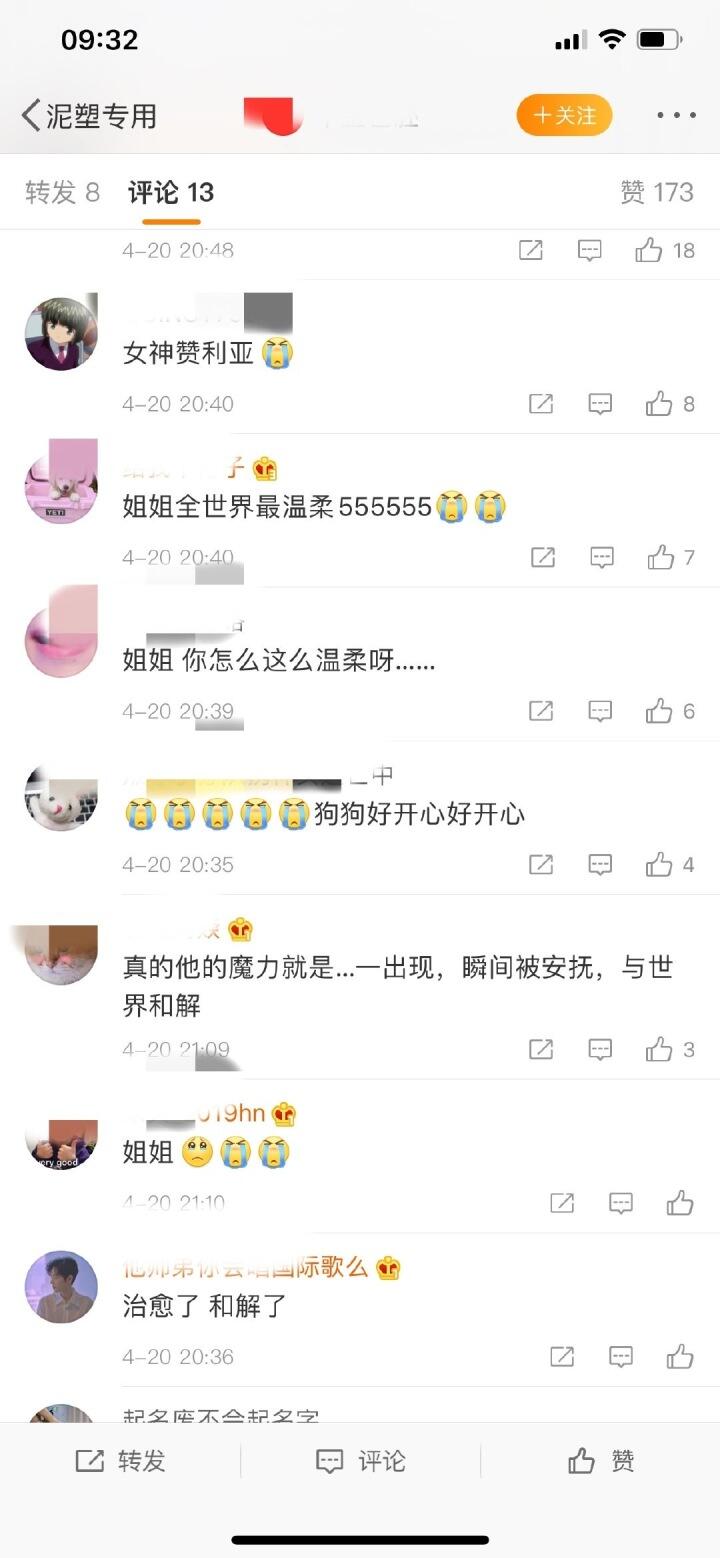 09:32
泥塑专用
+关注
转发 8
评论 13
赞 173
4-20 20:48
18
女神赞利亚
4-20 20:40
8
子
姐姐全世界最温柔555555
4-20 20:40
7
YETI
姐姐 你怎么这么温柔呀……
4-20 20:39
6
中
狗狗好开心好开心
4-20 20:35
4
真的他的魔力就是...一出现，瞬间被安抚，与世
界和解
4-20 21:09
3
019hn
姐姐
very good
4-20 21:10
他师弟你会唱国际歌么
治愈了 和解了
4-20 20:36
起名废不会起名字
转发
评论
赞